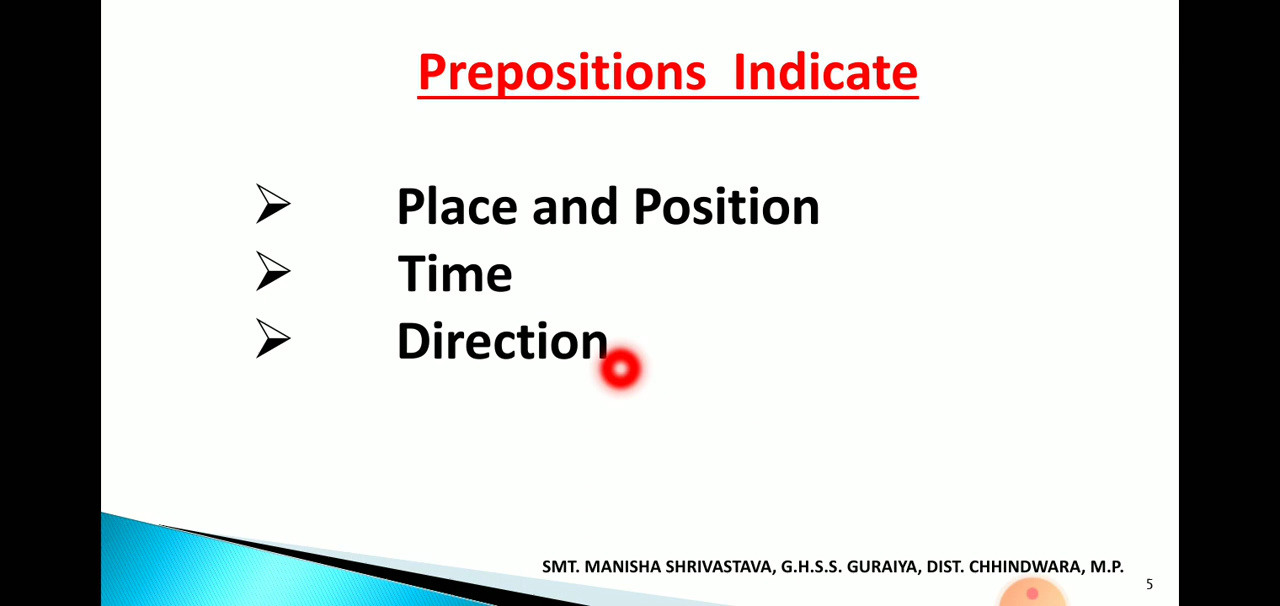 Prepositions Indicate
Place and Position
Time
Direction
SMT. MANISHA SHRIVASTAVA, G.H.S.S. GURAIYA, DIST. CHHINDWARA, M.P.
5